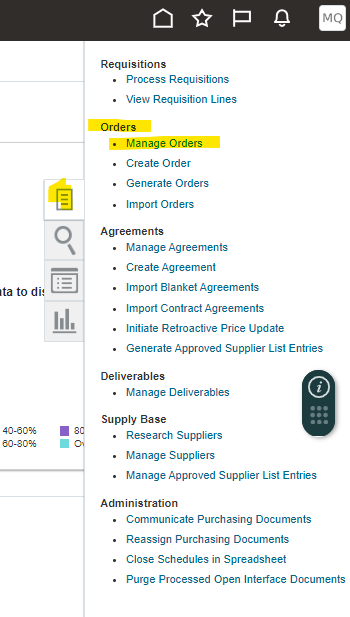 MQ
Requisitions
Process Requisitions
View Requisition Lines
Orders
Manage Orders
Create Order
Generate Orders
Import Orders
Agreements
Manage Agreements
Create Agreement
Import Blanket Agreements
Import Contract Agreements
Initiate Retroactive Price Update
Generate Approved Supplier List Entries
Deliverables
Manage Deliverables
Supply Base
Research Suppliers
Manage Suppliers
Manage Approved Supplier List Entries
Administration
Communicate Purchasing Documents
Reassign Purchasing Documents
Close Schedules in Spreadsheet
Purge Processed Open Interface Documents
to
40-60%
80
60-80%
i